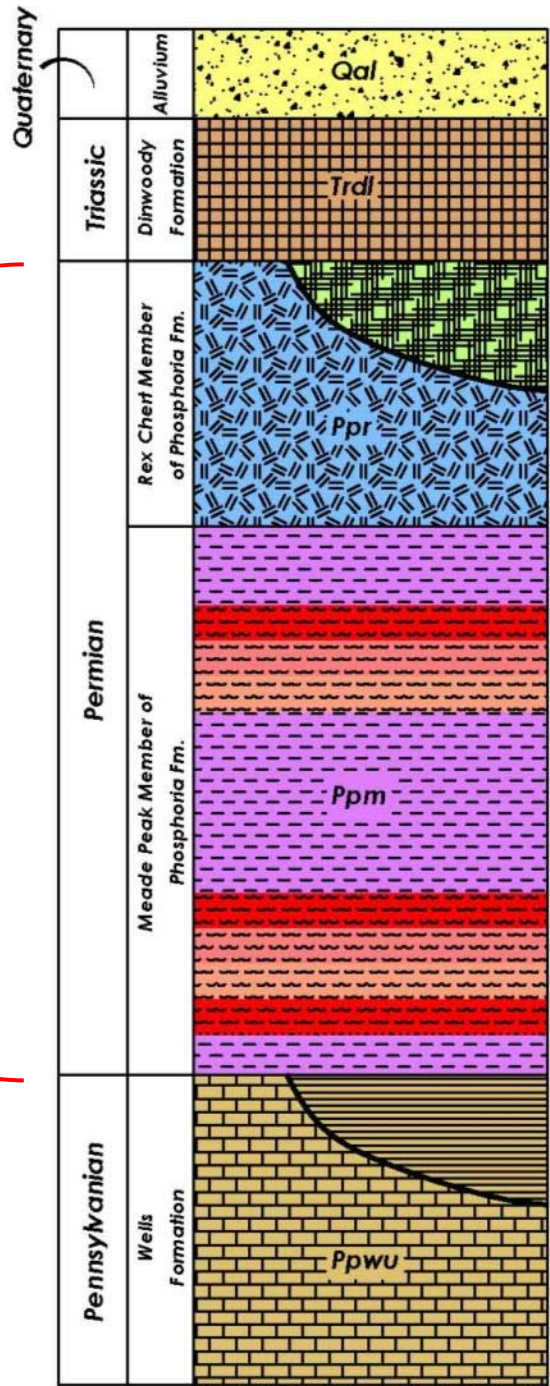 Quaternary
Alluvium
Qal
Triassic
Dinwoody
Formation
Trdl
Permian
Rex Chert Member
of Phosphoria Fm.
Ppr
Meade Peak Member of
Phosphoria Fm.
Ppm
Pennsylvanian
Wells
Formation
Ppwu